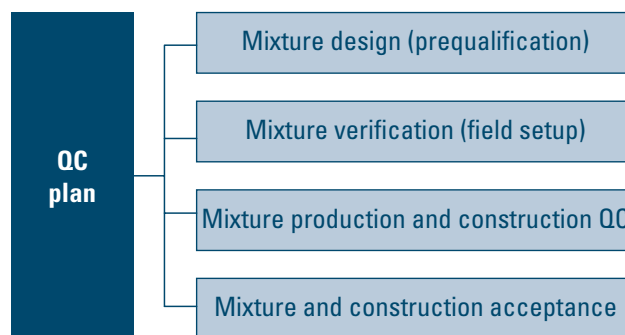 QC
plan
Mixture design (prequalification)
Mixture verification (field setup)
Mixture production and construction QC
Mixture and construction acceptance